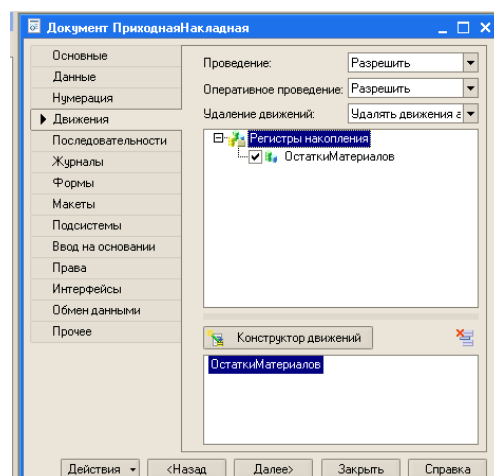 Документ ПриходнаяНакладная
Основные
Данные
Нумерация
Движения
Последовательности
Журналы
Формы
Макеты
Подсистемы
Ввод на основании
Права
Интерфейсы
Обмен данными
Прочее
Проведение: Разрешить
Оперативное проведение: Разрешить
Удаление движений: Удалять движения а
Регистры накопления
ОстаткиМатериалов
Конструктор движений
ОстаткиМатериалов
Действия <Назад Далее> Закрыть Справка